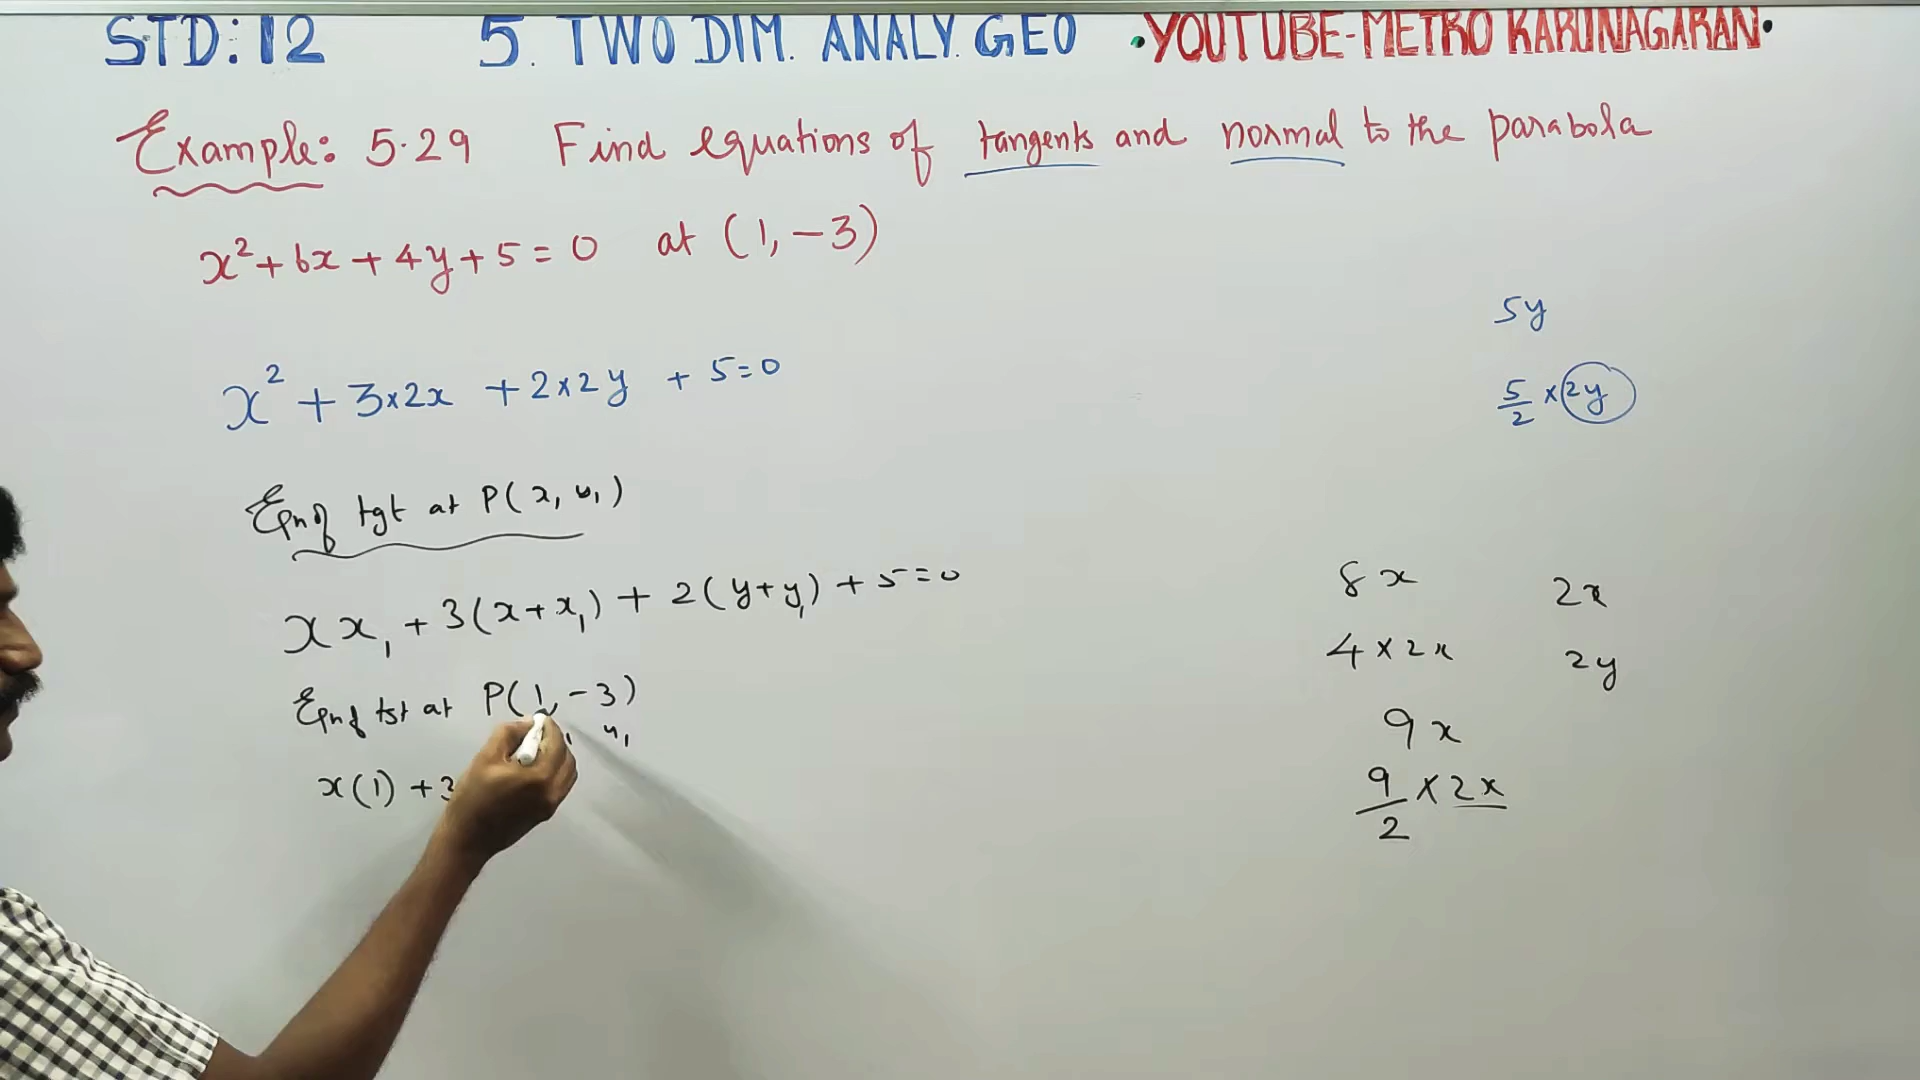 STD: 12 5. TWO DIM. ANALY. GEO •YOUTUBE-METRO KARUNAGARAN•
Example: 5.29 Find equations of tangents and normal to the parabola
x² + 6x + 4y + 5 = 0 at (1, -3)
x² + 3×2x + 2×2y + 5 = 0
Eqn of tgt at P(x₁ y₁)
xx₁ + 3(x+x₁) + 2(y+y₁) + 5 = 0
Eqn of tgt at P(1, -3)
y₁
x(1) + 3
5y
5/2 × 2y
8x
4×2x
2x
2y
9x
9/2 × 2x